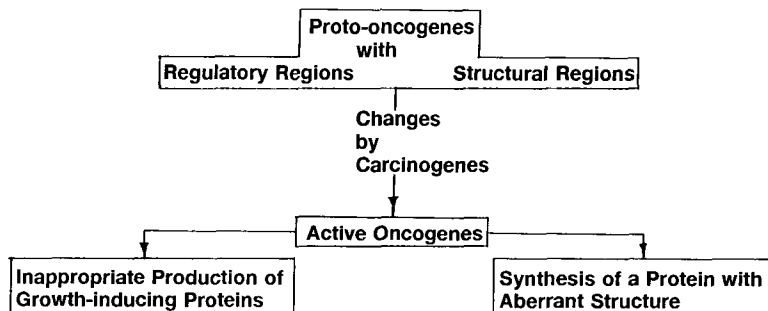 Proto-oncogenes
with
Regulatory Regions Structural Regions
Changes
by
Carcinogenes
Active Oncogenes
Inappropriate Production of
Growth-inducing Proteins
Synthesis of a Protein with
Aberrant Structure